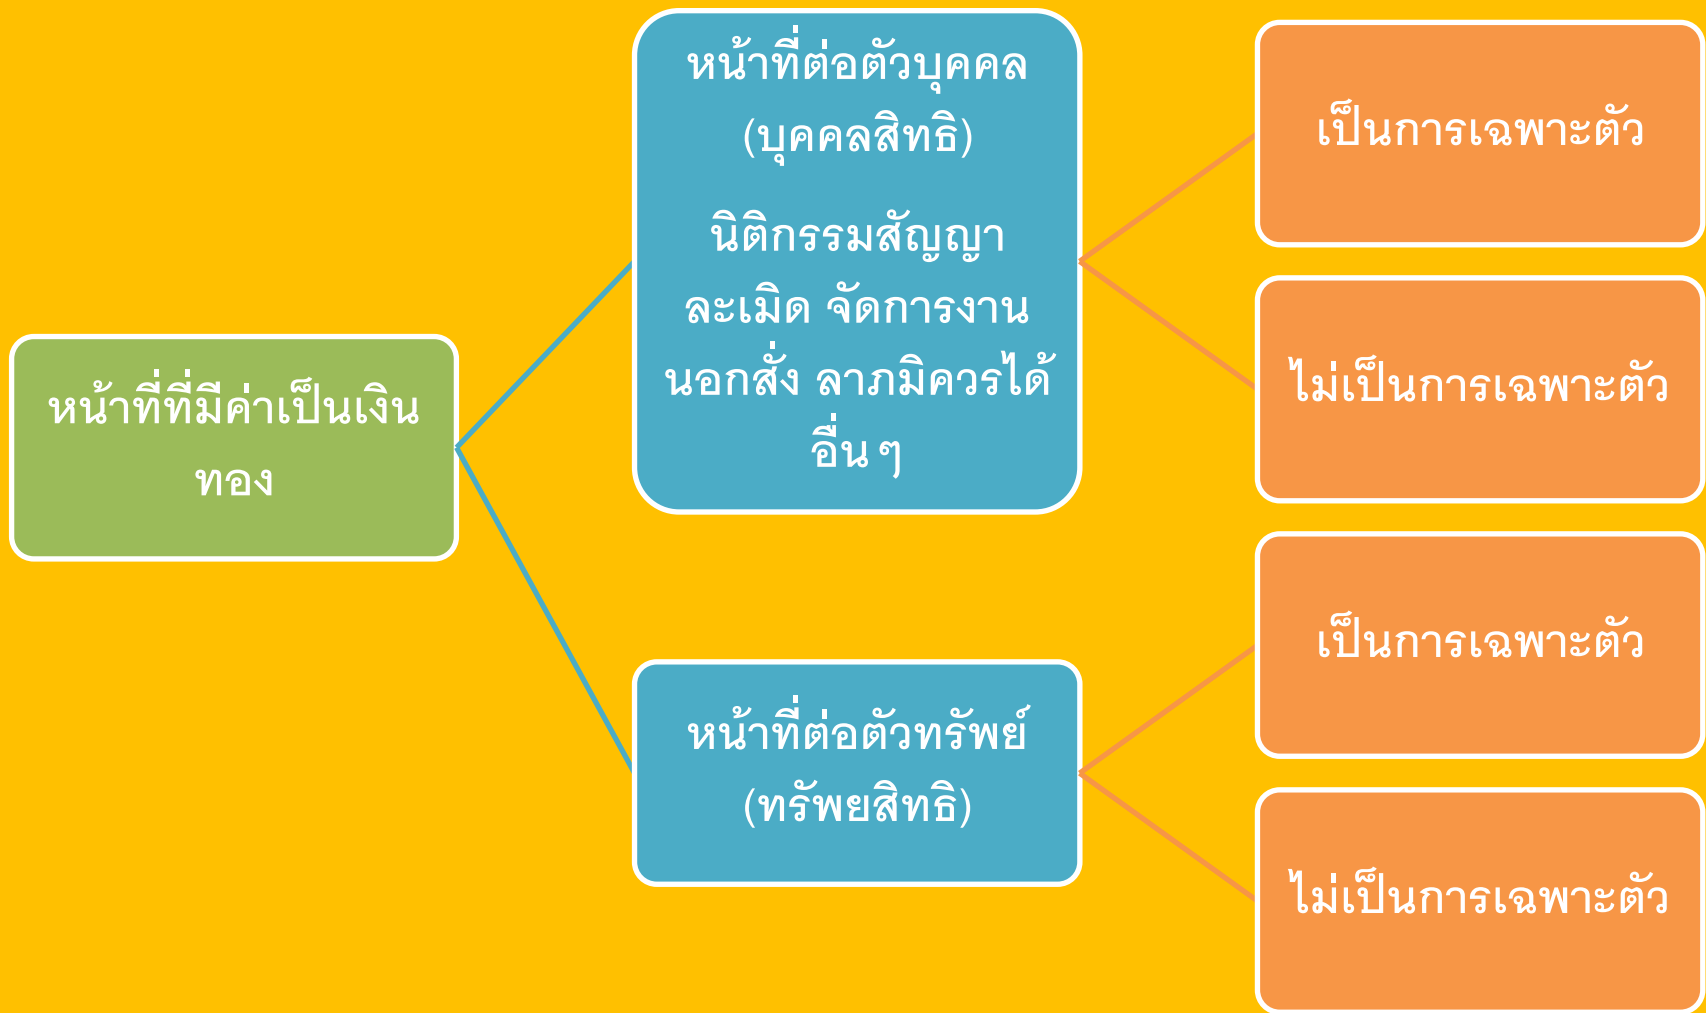 หน้าที่ที่มีค่าเป็นเงิน
ทอง
หน้าที่ต่อตัวบุคคล
(บุคคลสิทธิ)
นิติกรรมสัญญา
ละเมิด จัดการงาน
นอกสั่ง ลาภมิควรได้
อื่นๆ
เป็นการเฉพาะตัว
ไม่เป็นการเฉพาะตัว
หน้าที่ต่อตัวทรัพย์
(ทรัพยสิทธิ)
เป็นการเฉพาะตัว
ไม่เป็นการเฉพาะตัว